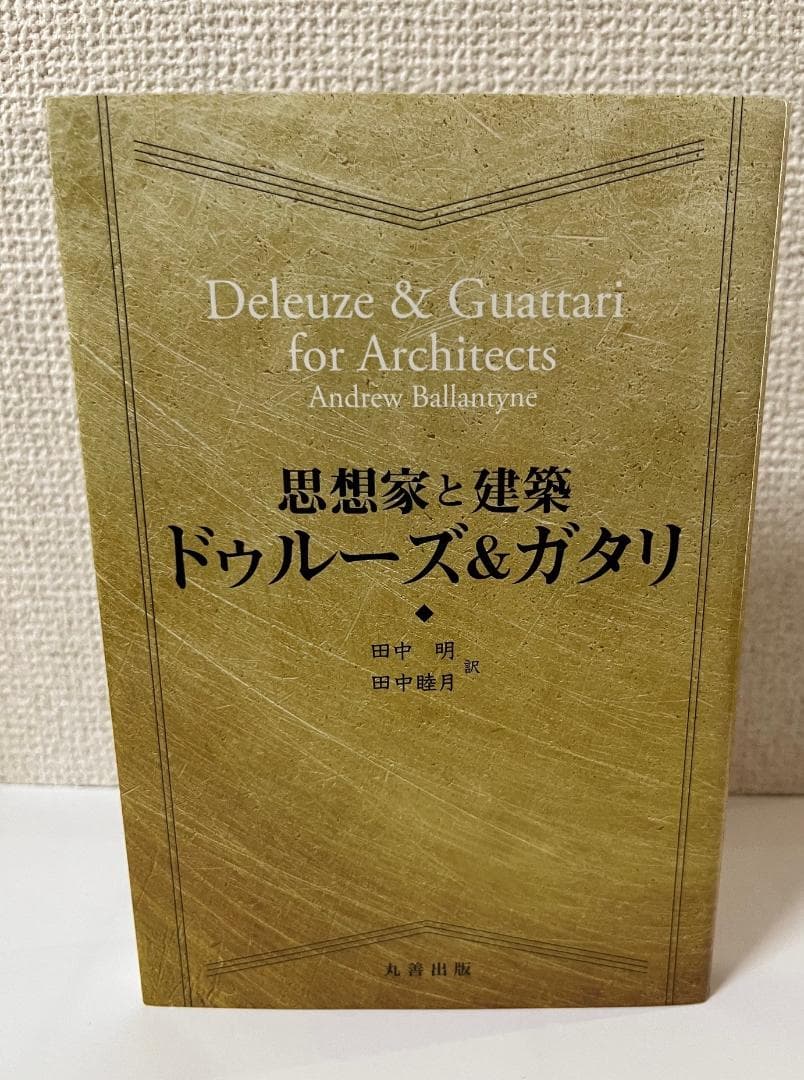 Deleuze & Guattari
for Architects
Andrew Ballantyne
思想家と建築
ドゥルーズ&ガタリ
田中 明
田中睦月 訳
丸善出版